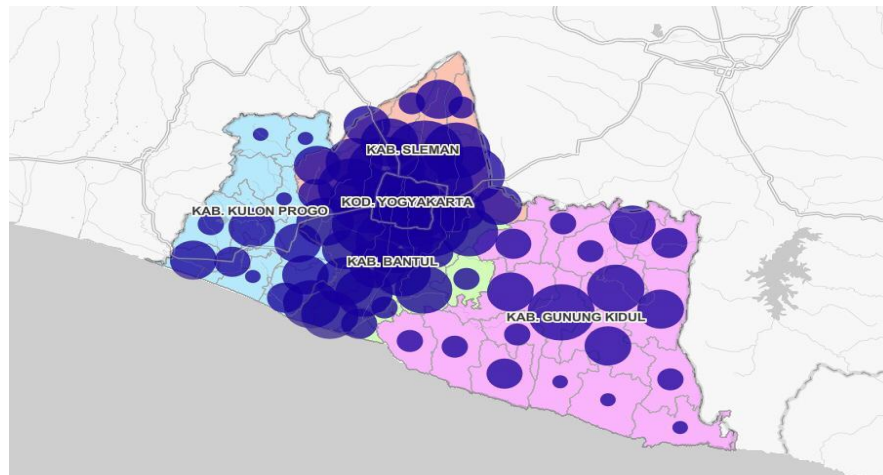 KAB. SLEMAN
KOD. YOGYAKARTA
KAB. KULON PROGO
KAB. BANTUL
KAB. GUNUNG KIDUL